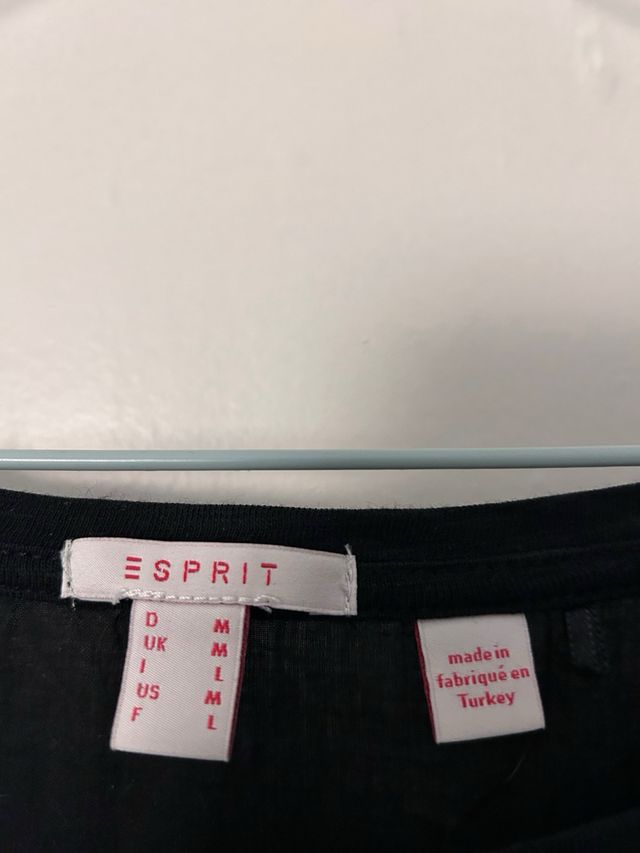 ESPRIT
D M
UK M
I L
US M
F L
made in
fabriqué en
Turkey